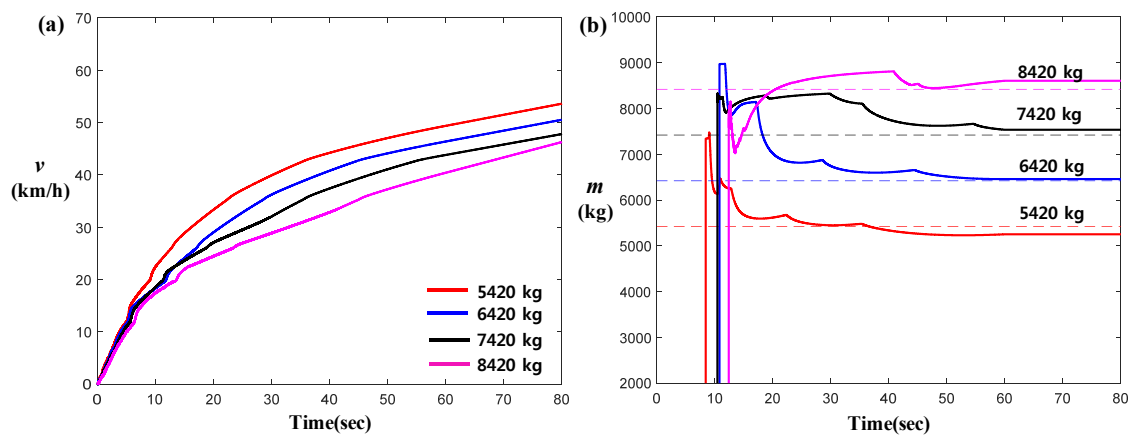 (a)
70
60
50
40
30
20
10
0
v
(km/h)
5420 kg
6420 kg
7420 kg
8420 kg
0 10 20 30 40 50 60 70 80
Time(sec)
(b)
10000
9000
8000
7000
6000
5000
4000
3000
2000
m
(kg)
8420 kg
7420 kg
6420 kg
5420 kg
0 10 20 30 40 50 60 70 80
Time(sec)